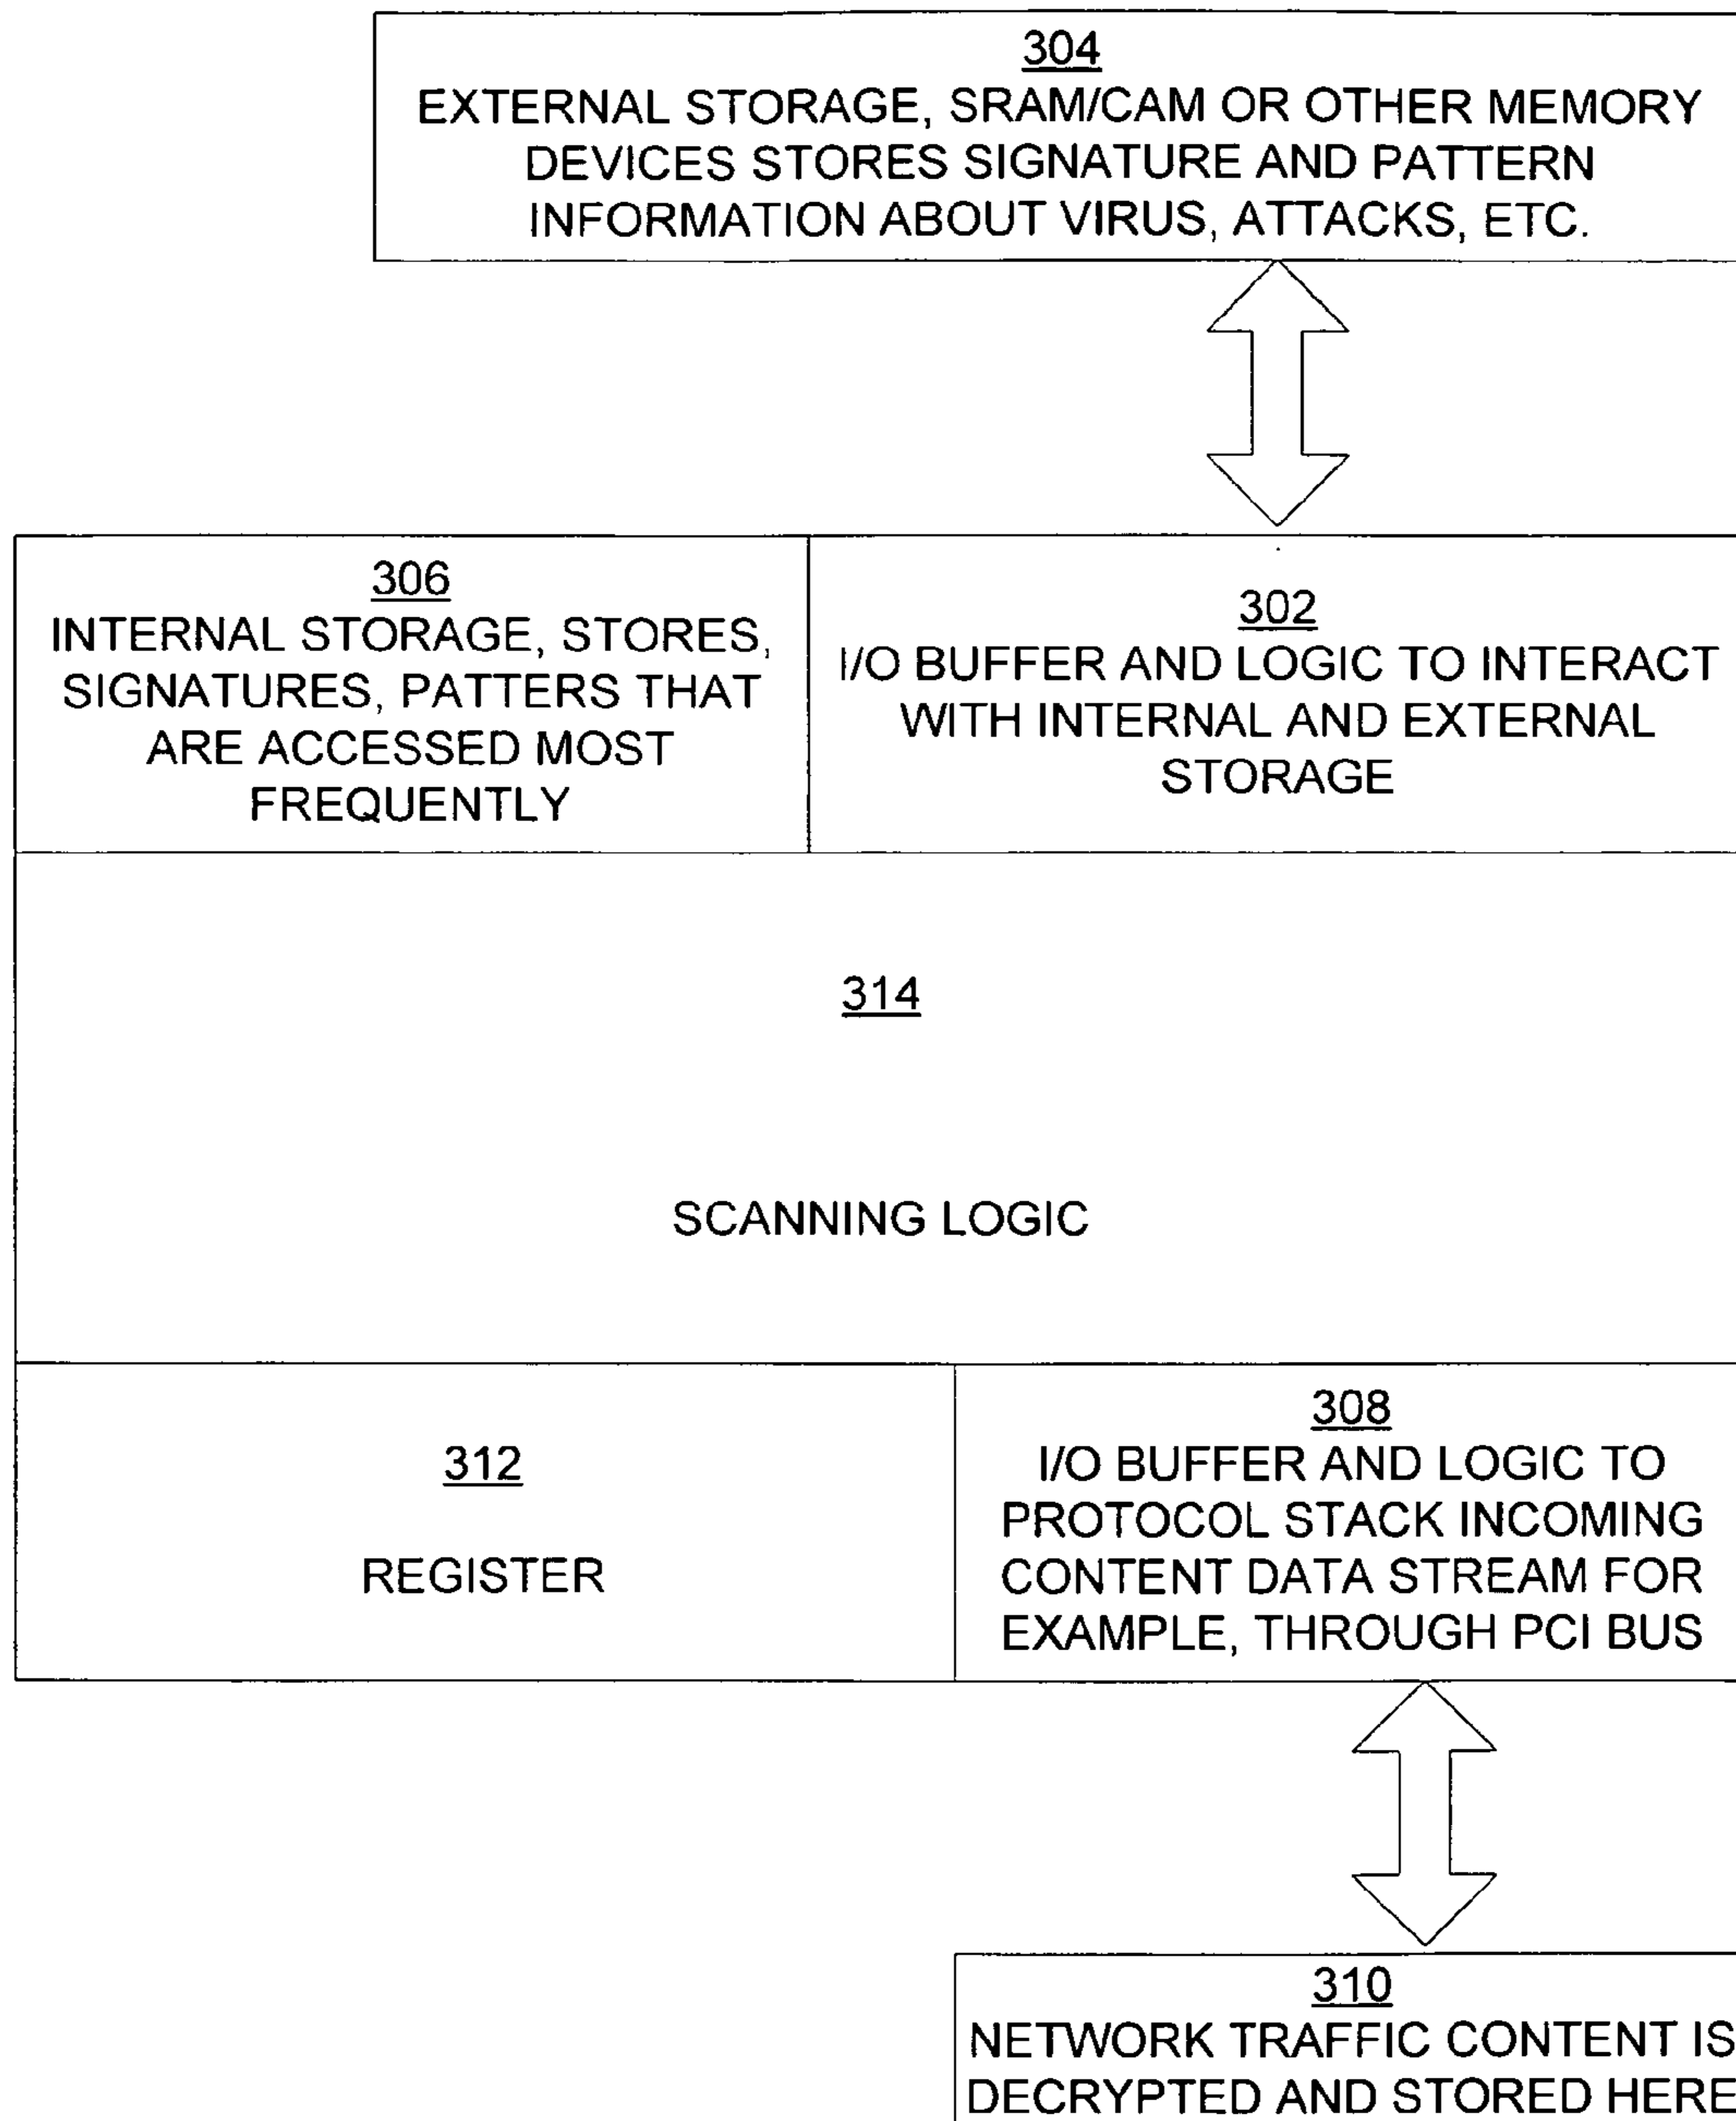 304
EXTERNAL STORAGE, SRAM/CAM OR OTHER MEMORY
DEVICES STORES SIGNATURE AND PATTERN
INFORMATION ABOUT VIRUS, ATTACKS, ETC.
306
INTERNAL STORAGE, STORES,
SIGNATURES, PATTERS THAT
ARE ACCESSED MOST
FREQUENTLY
302
I/O BUFFER AND LOGIC TO INTERACT
WITH INTERNAL AND EXTERNAL
STORAGE
314
SCANNING LOGIC
312
REGISTER
308
I/O BUFFER AND LOGIC TO
PROTOCOL STACK INCOMING
CONTENT DATA STREAM FOR
EXAMPLE, THROUGH PCI BUS
310
NETWORK TRAFFIC CONTENT IS
DECRYPTED AND STORED HERE